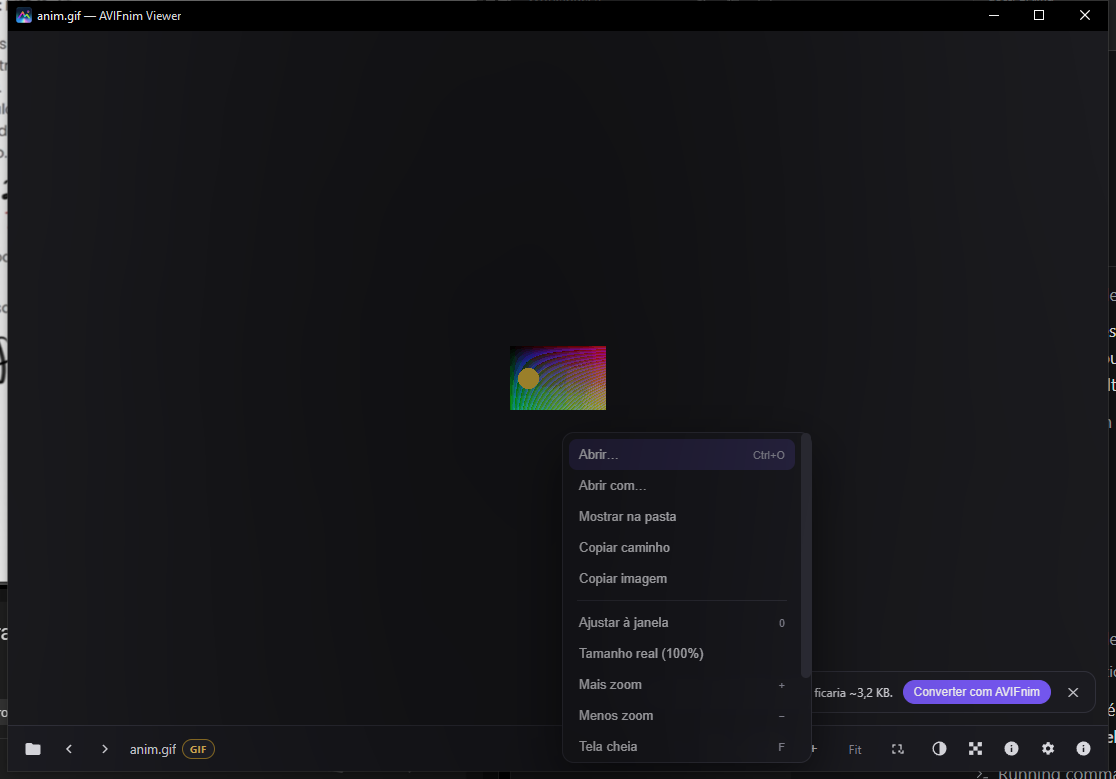 anim.gif — AVIFnim Viewer
Abrir... Ctrl+O
Abrir com...
Mostrar na pasta
Copiar caminho
Copiar imagem
Ajustar à janela 0
Tamanho real (100%)
Mais zoom +
Menos zoom −
Tela cheia F
ficaria ~3,2 KB. Converter com AVIFnim
anim.gif GIF
Fit
Running comma